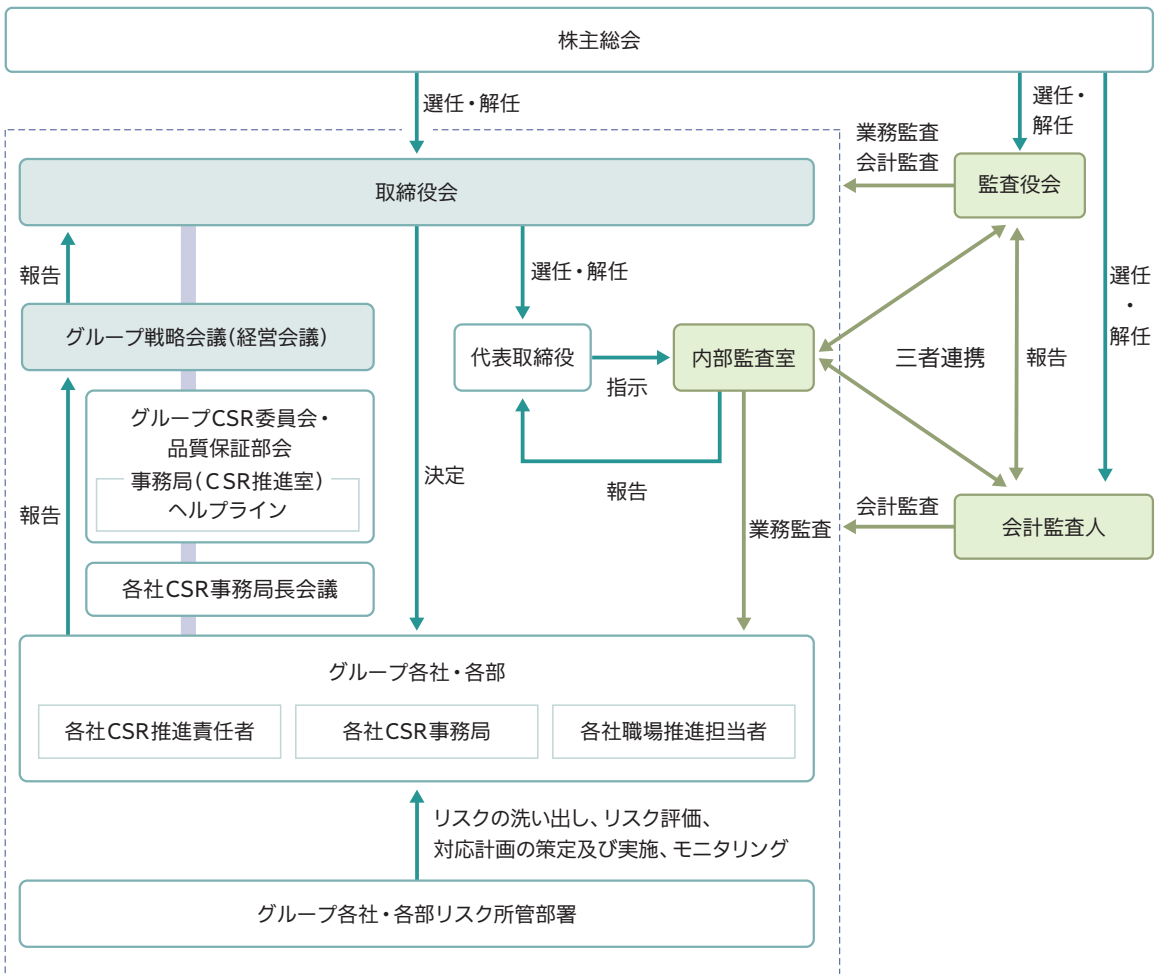 株主総会
選任・解任
選任・
解任
業務監査
会計監査
監査役会
取締役会
報告
選任・解任
選任
・
解任
グループ戦略会議(経営会議)
代表取締役
指示
内部監査室
三者連携
報告
グループCSR委員会・
品質保証部会
事務局(CSR推進室)
ヘルプライン
報告
決定
報告
業務監査
会計監査
会計監査人
各社CSR事務局長会議
グループ各社・各部
各社CSR推進責任者
各社CSR事務局
各社職場推進担当者
リスクの洗い出し、リスク評価、
対応計画の策定及び実施、モニタリング
グループ各社・各部リスク所管部署